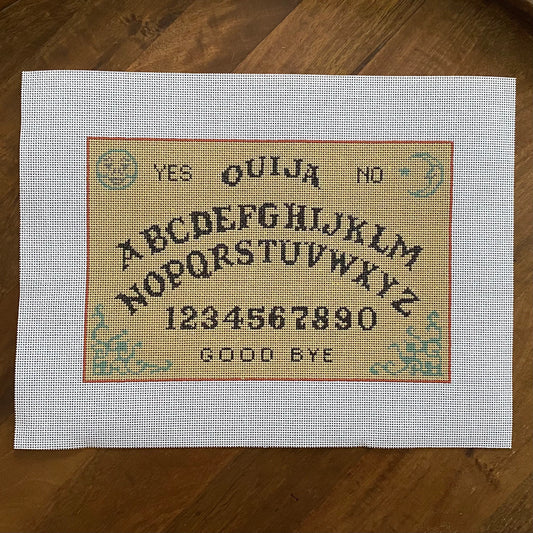 YES OUIJA NO
ABCDEFGHIJKLM
NOPQRSTUVWXYZ
1234567890
GOOD BYE